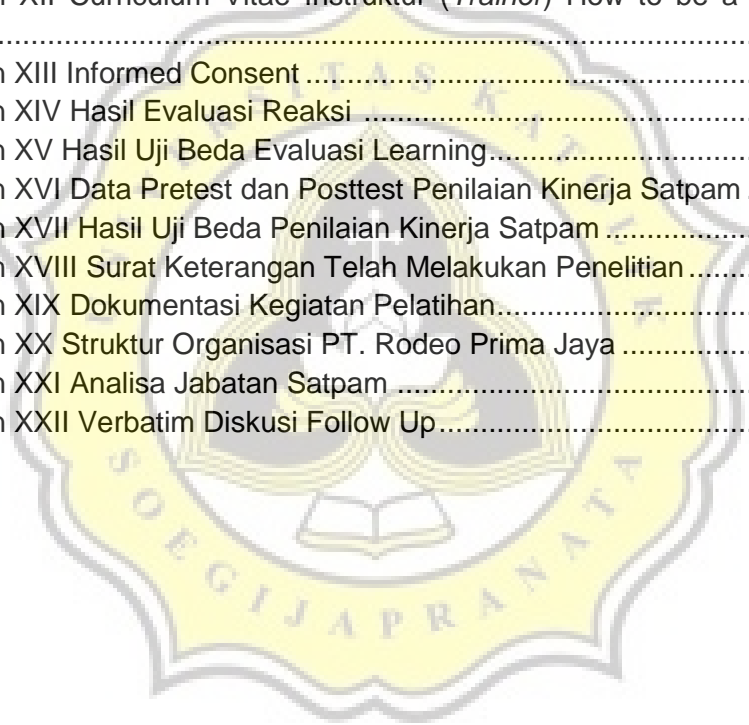 n XII Curriculum Vitae Instruktur (Trainer) How to be a
....................................................................................................
n XIII Informed Consent ....................................................
n XIV Hasil Evaluasi Reaksi ..............................................
n XV Hasil Uji Beda Evaluasi Learning..............................
n XVI Data Pretest dan Posttest Penilaian Kinerja Satpam .
n XVII Hasil Uji Beda Penilaian Kinerja Satpam .................
n XVIII Surat Keterangan Telah Melakukan Penelitian .......
n XIX Dokumentasi Kegiatan Pelatihan.............................
n XX Struktur Organisasi PT. Rodeo Prima Jaya ...............
n XXI Analisa Jabatan Satpam ..........................................
n XXII Verbatim Diskusi Follow Up.....................................
SOEGIJAPRANATA